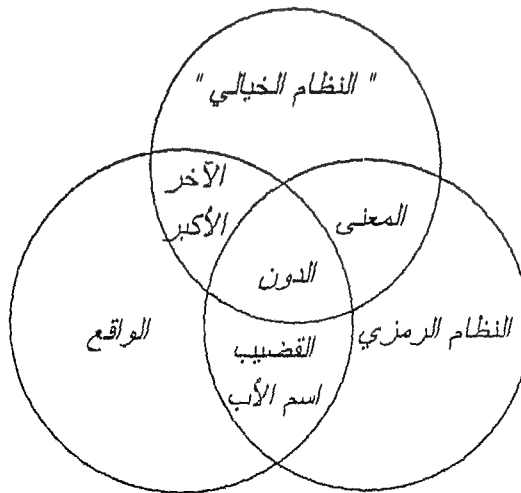 " النظام الخيالي "
الآخر
الأكبر
المعنى
الدون
الواقع
النظام الرمزي
القضيب
اسم الأب